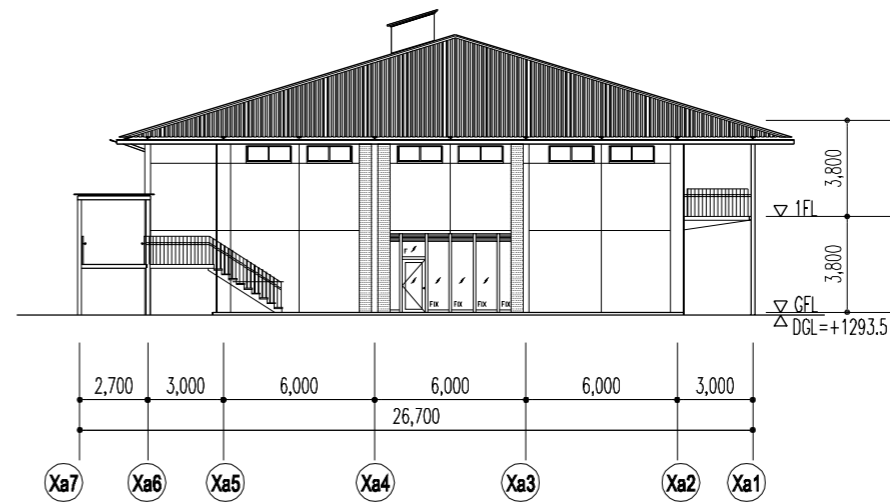 3,800
1FL
3,800
GFL
DGL=+1293.5
F
FIX FIX FIX FIX
2,700 3,000 6,000 6,000 6,000 3,000
26,700
Xa7 Xa6 Xa5 Xa4 Xa3 Xa2 Xa1